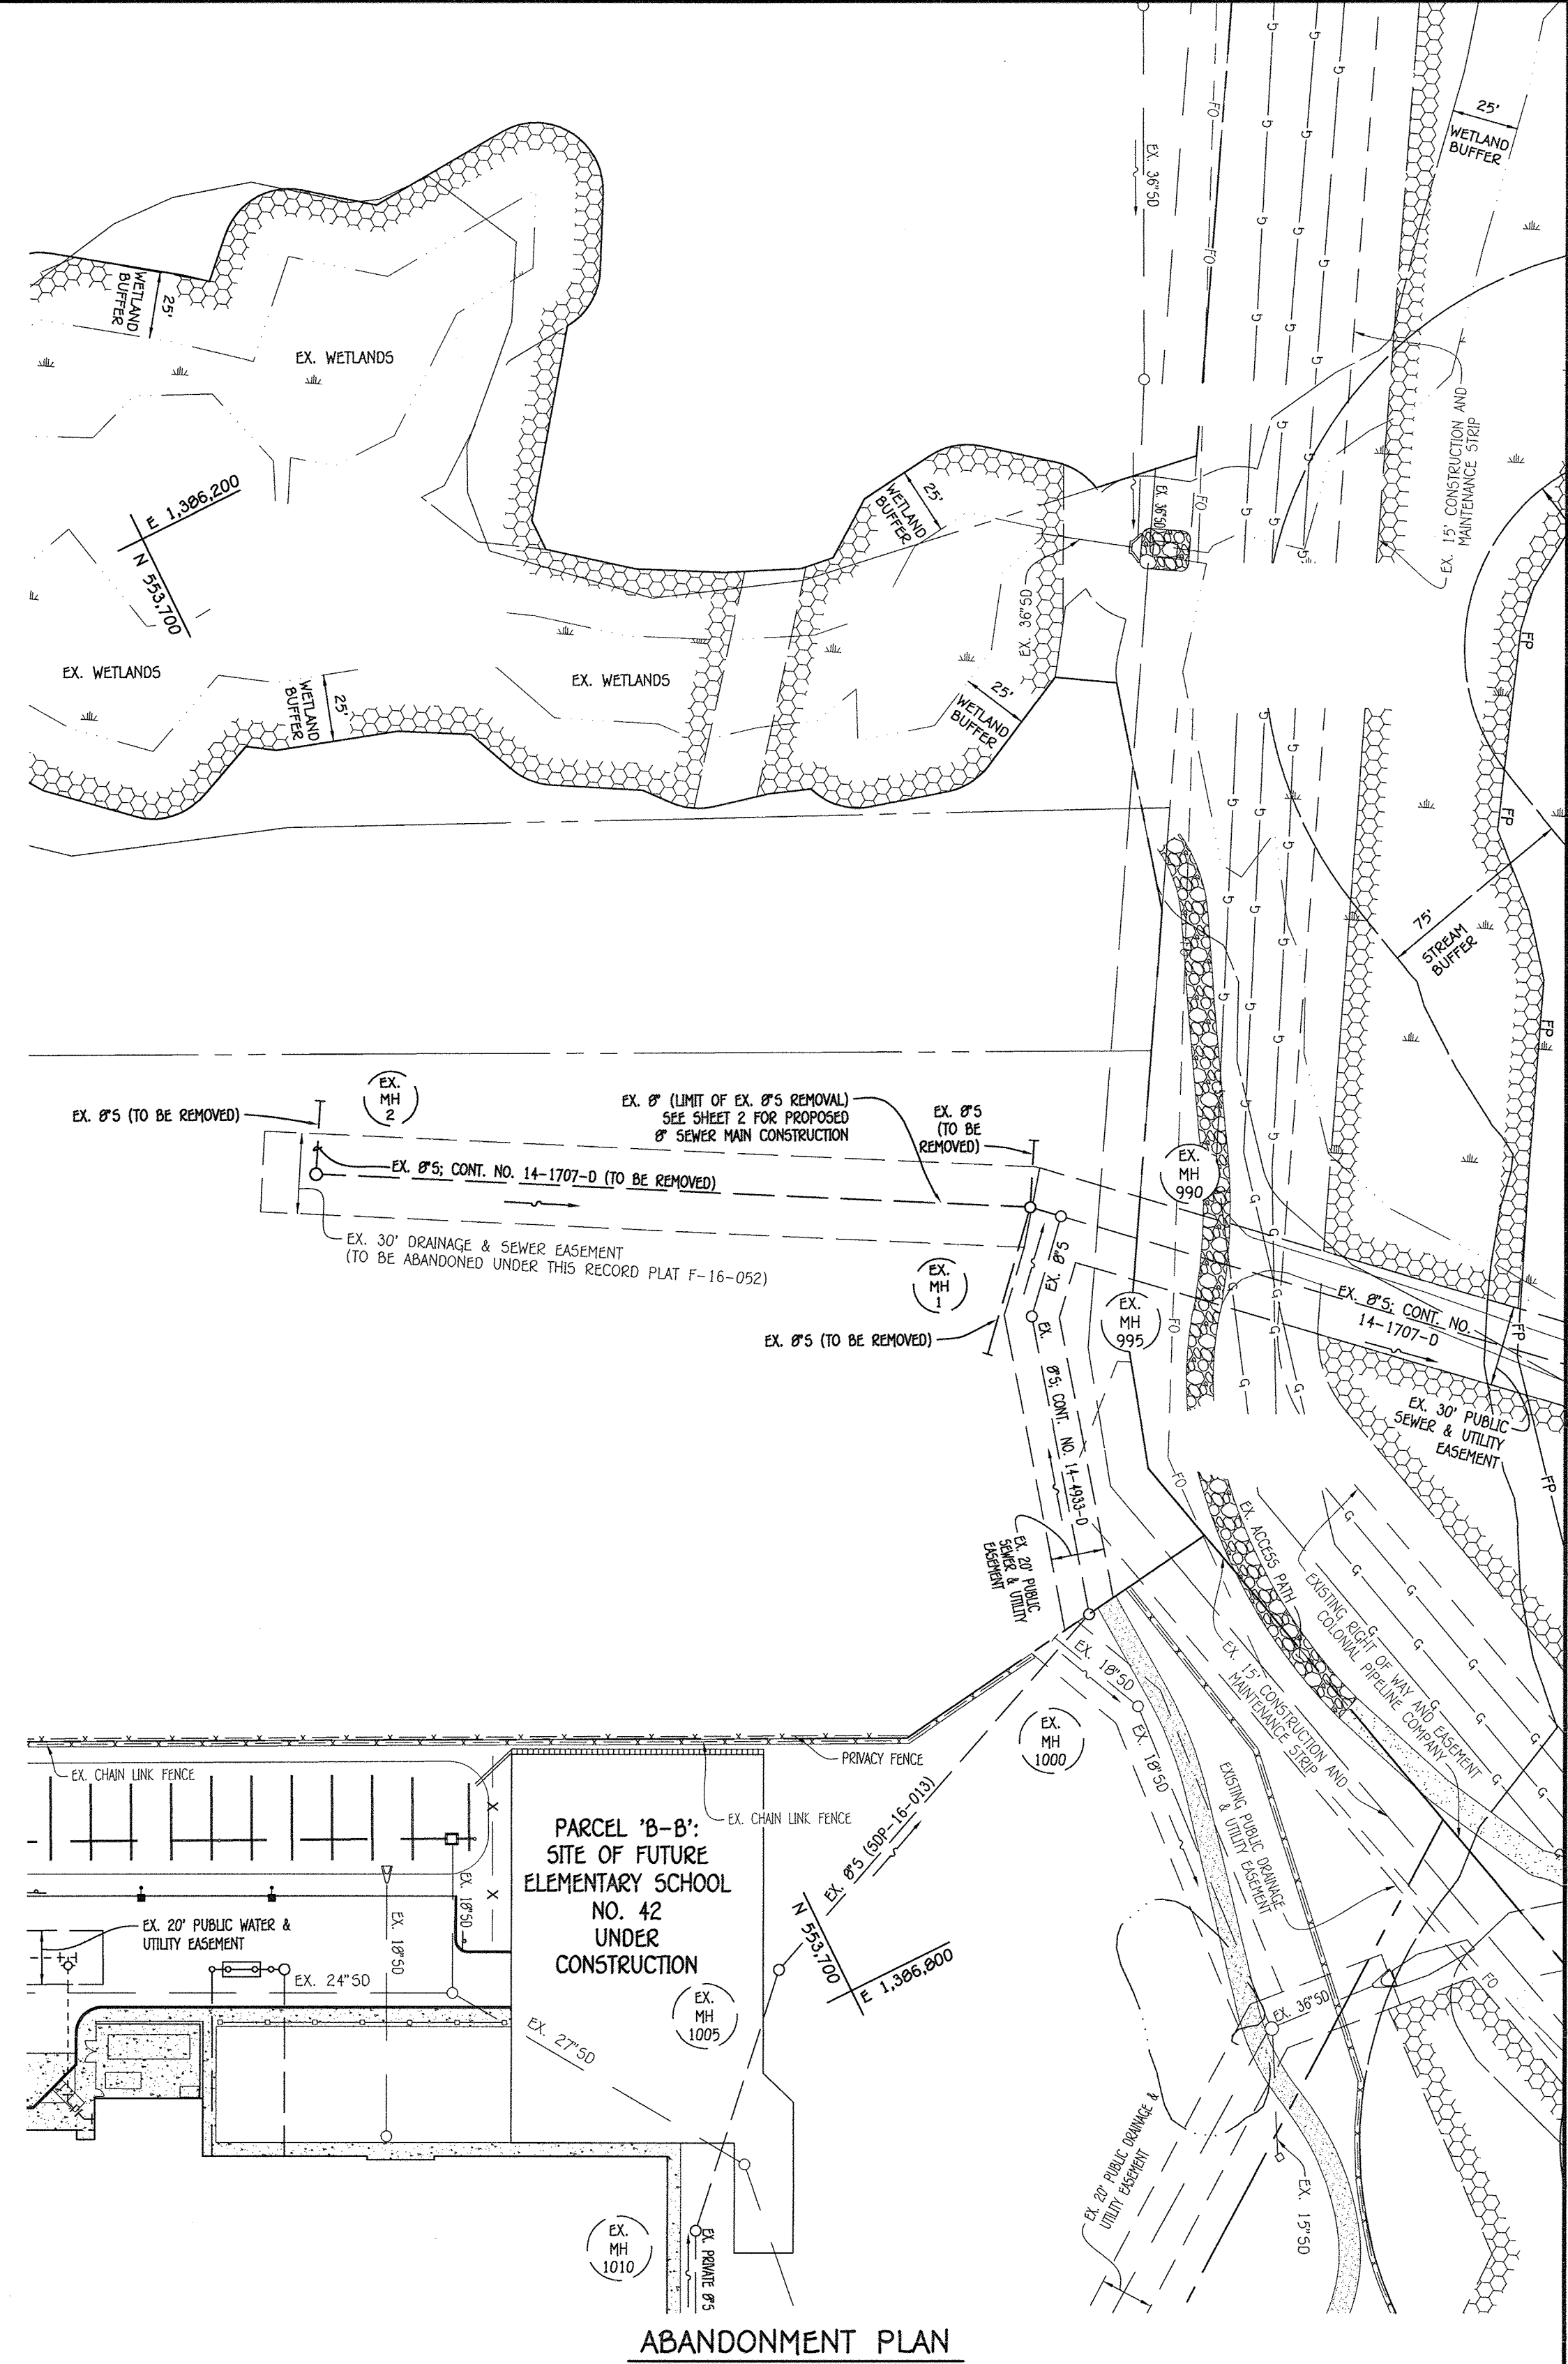 25'
WETLAND
BUFFER
EX. 36"SD
FO
FO
G
G
WETLAND
BUFFER
25'
EX. WETLANDS
E 1,386,200
N 553,700
25'
WETLAND
BUFFER
EX. 36"SD
FO
EX. 15' CONSTRUCTION AND
MAINTENANCE STRIP
EX. 36"SD
EX. WETLANDS
WETLAND
BUFFER
25'
EX. WETLANDS
25'
WETLAND
BUFFER
FP
FP
75'
STREAM
BUFFER
FP
EX.
MH
2
EX. 8"S (TO BE REMOVED)
EX. 8" (LIMIT OF EX. 8"S REMOVAL)
SEE SHEET 2 FOR PROPOSED
8" SEWER MAIN CONSTRUCTION
EX. 8"S
(TO BE
REMOVED)
EX. 8"S; CONT. NO. 14-1707-D (TO BE REMOVED)
EX.
MH
990
EX. 30' DRAINAGE & SEWER EASEMENT
(TO BE ABANDONED UNDER THIS RECORD PLAT F-16-052)
EX.
MH
1
EX. 8"S
EX.
MH
995
EX. 8"S (TO BE REMOVED)
EX. 8"S; CONT. NO. 14-4933-D
FO
EX. 8"S; CONT. NO.
14-1707-D
FP
EX. 30' PUBLIC
SEWER & UTILITY
EASEMENT
FP
FO
EX. 20' PUBLIC
SEWER & UTILITY
EASEMENT
EX. ACCESS PATH
EXISTING RIGHT OF WAY AND EASEMENT
COLONIAL PIPELINE COMPANY
EX. 15' CONSTRUCTION AND
MAINTENANCE STRIP
EX. 18"SD
EX. 18"SD
EX.
MH
1000
PRIVACY FENCE
EX. CHAIN LINK FENCE
EX. CHAIN LINK FENCE
EXISTING PUBLIC DRAINAGE
& UTILITY EASEMENT
PARCEL 'B-B':
SITE OF FUTURE
ELEMENTARY SCHOOL
NO. 42
UNDER
CONSTRUCTION
EX. 8"S (SDP-16-013)
EX. 18"SD
EX. 18"SD
EX. 20' PUBLIC WATER &
UTILITY EASEMENT
EX. 24"SD
N 553,700
E 1,386,800
EX.
MH
1005
EX. 27"SD
EX. 36"SD
FO
EX. 20' PUBLIC DRAINAGE &
UTILITY EASEMENT
EX. 15"SD
EX.
MH
1010
EX. PRIVATE 8"S
ABANDONMENT PLAN